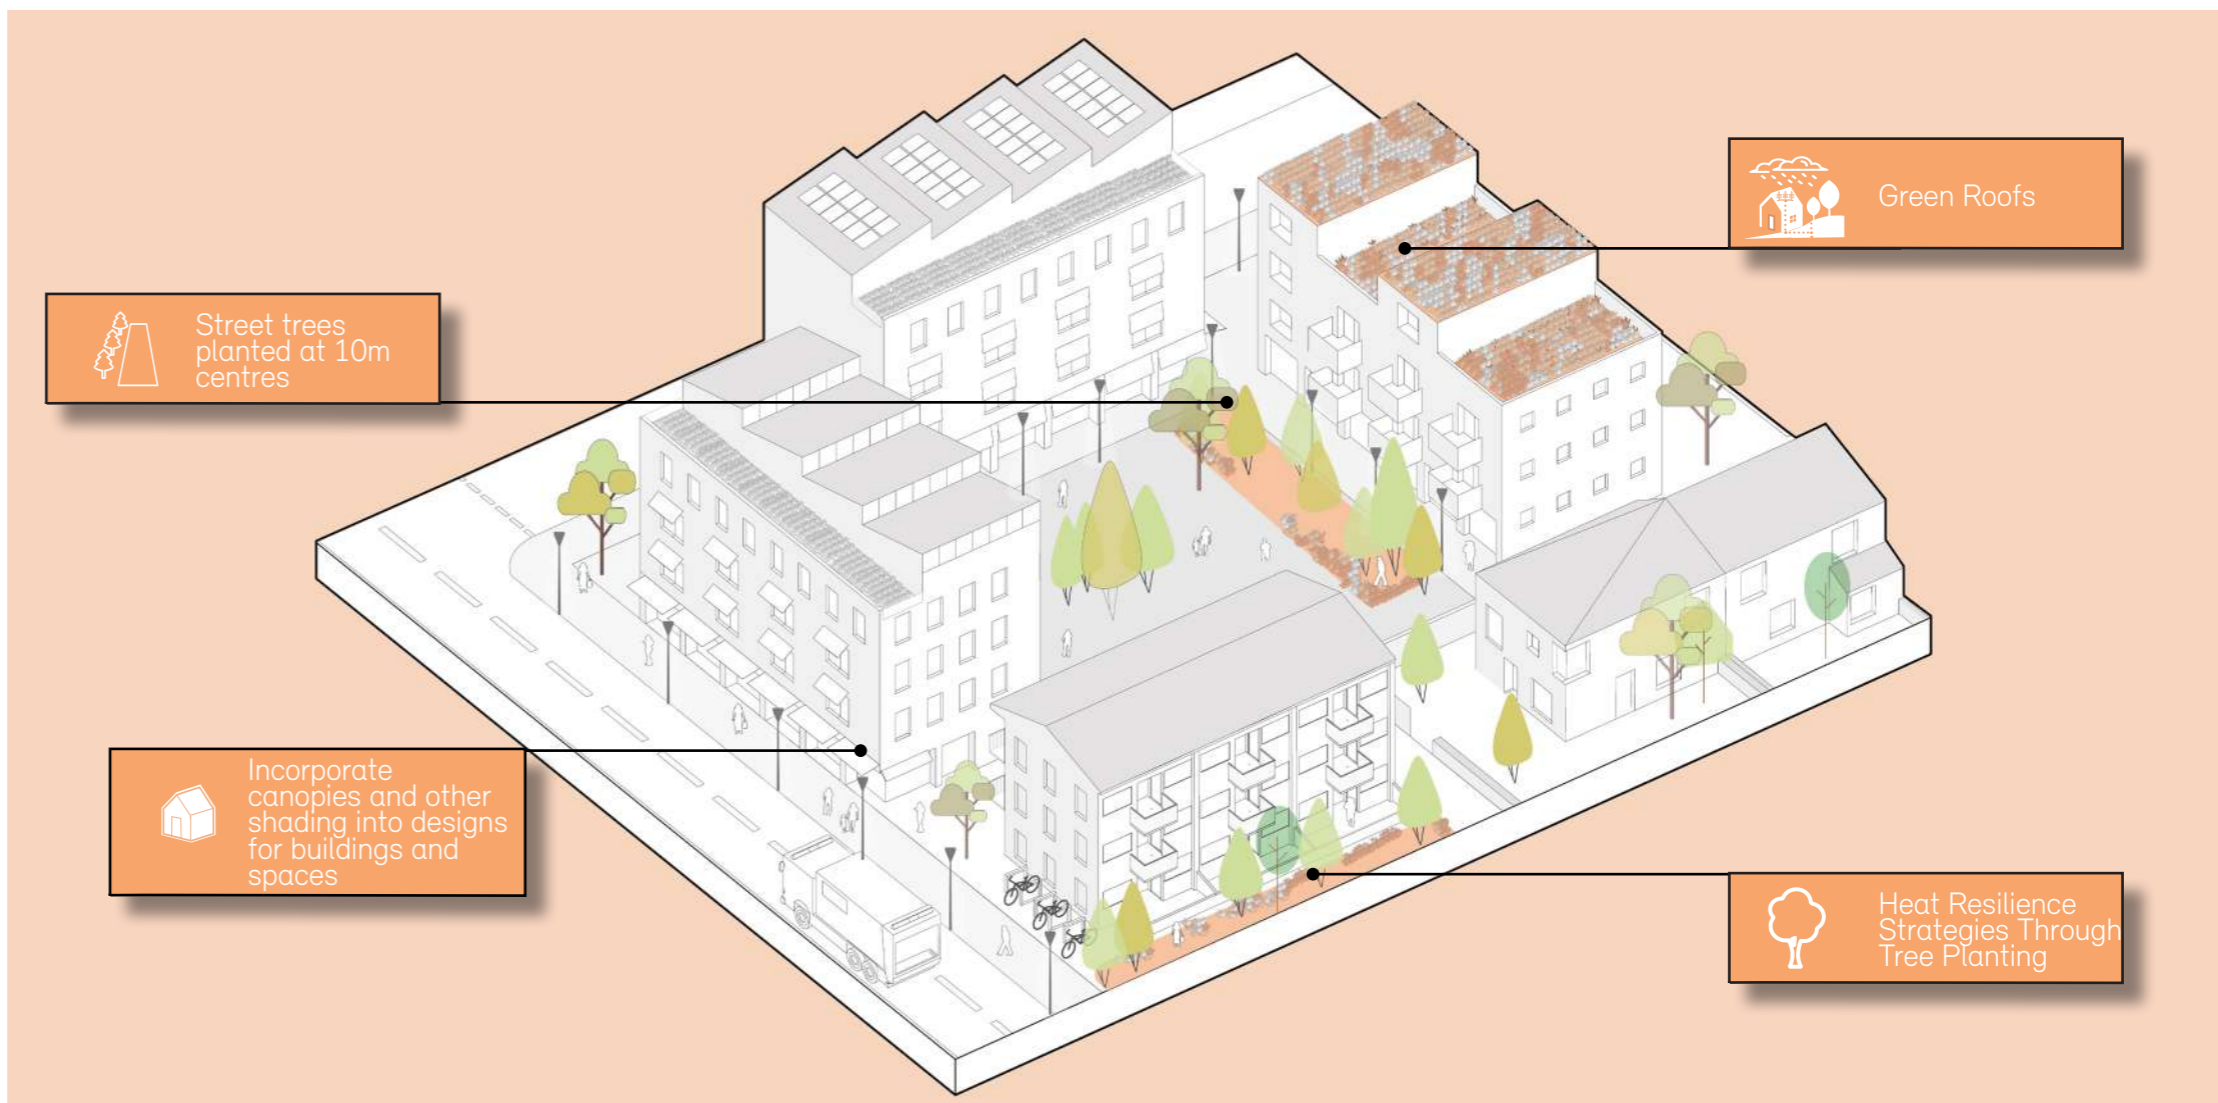 Green Roofs
Street trees
planted at 10m
centres
Incorporate
canopies and other
shading into designs
for buildings and
spaces
Heat Resilience
Strategies Through
Tree Planting